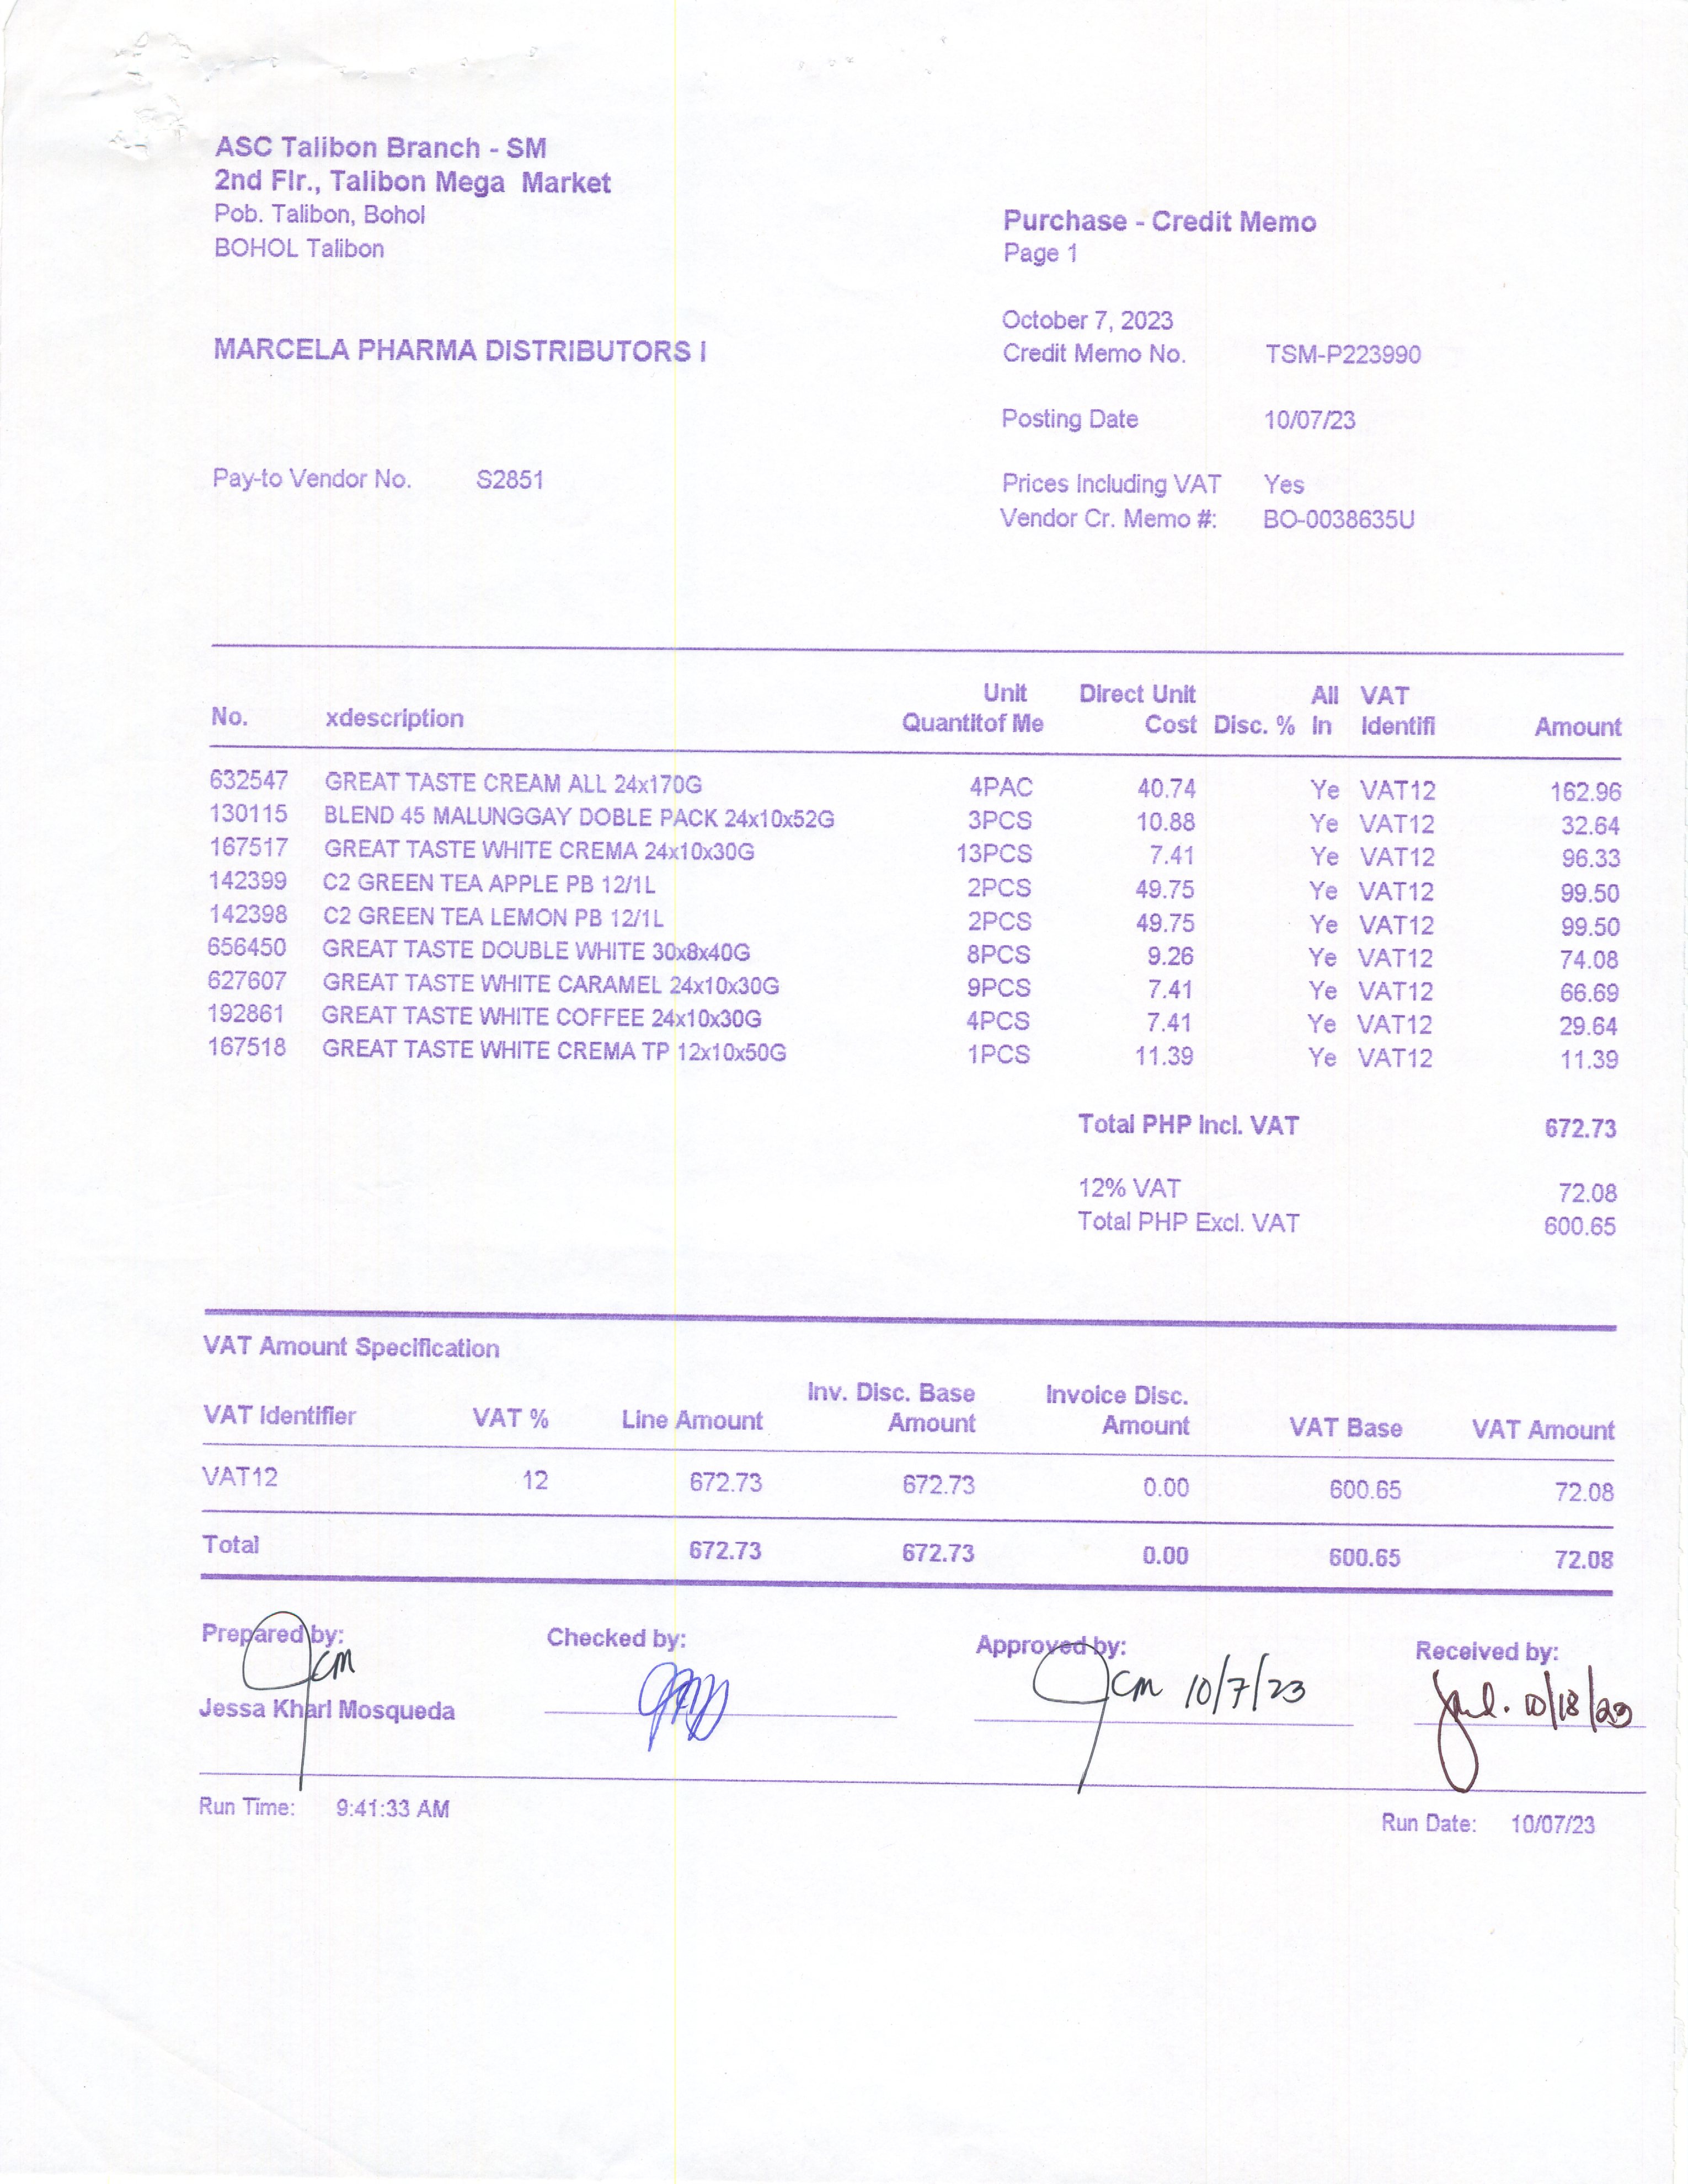 ASC Talibon Branch - SM
2nd Flr., Talibon Mega Market
Pob. Talibon, Bohol
BOHOL Talibon
Purchase - Credit Memo
Page 1
October 7, 2023
MARCELA PHARMA DISTRIBUTORS I
Credit Memo No. TSM-P223990
Posting Date 10/07/23
Pay-to Vendor No. S2851
Prices Including VAT Yes
Vendor Cr. Memo #: BO-0038635U
Unit Direct Unit All VAT
No. xdescription Quantitof Me Cost Disc. % In Identifi Amount
632547 GREAT TASTE CREAM ALL 24x170G 4PAC 40.74 Ye VAT12 162.96
130115 BLEND 45 MALUNGGAY DOBLE PACK 24x10x52G 3PCS 10.88 Ye VAT12 32.64
167517 GREAT TASTE WHITE CREMA 24x10x30G 13PCS 7.41 Ye VAT12 96.33
142399 C2 GREEN TEA APPLE PB 12/1L 2PCS 49.75 Ye VAT12 99.50
142398 C2 GREEN TEA LEMON PB 12/1L 2PCS 49.75 Ye VAT12 99.50
656450 GREAT TASTE DOUBLE WHITE 30x8x40G 8PCS 9.26 Ye VAT12 74.08
627607 GREAT TASTE WHITE CARAMEL 24x10x30G 9PCS 7.41 Ye VAT12 66.69
192861 GREAT TASTE WHITE COFFEE 24x10x30G 4PCS 7.41 Ye VAT12 29.64
167518 GREAT TASTE WHITE CREMA TP 12x10x50G 1PCS 11.39 Ye VAT12 11.39
Total PHP Incl. VAT 672.73
12% VAT 72.08
Total PHP Excl. VAT 600.65
VAT Amount Specification
Inv. Disc. Base Invoice Disc.
VAT Identifier VAT % Line Amount Amount Amount VAT Base VAT Amount
VAT12 12 672.73 672.73 0.00 600.65 72.08
Total 672.73 672.73 0.00 600.65 72.08
Prepared by: Checked by: Approved by: Received by:
Jcm Jcm 10/7/23 10/18/23
Jessa Kharl Mosqueda
Run Time: 9:41:33 AM
Run Date: 10/07/23